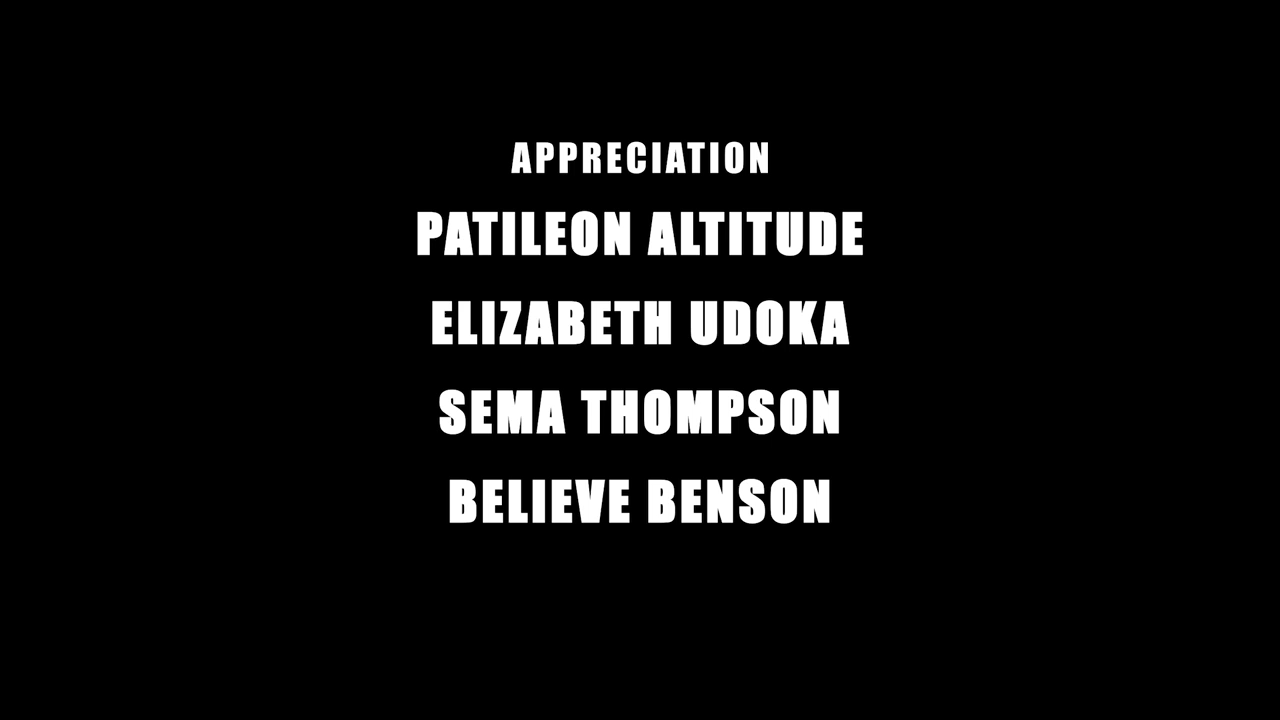 APPRECIATION
PATILEON ALTITUDE
ELIZABETH UDOKA
SEMA THOMPSON
BELIEVE BENSON